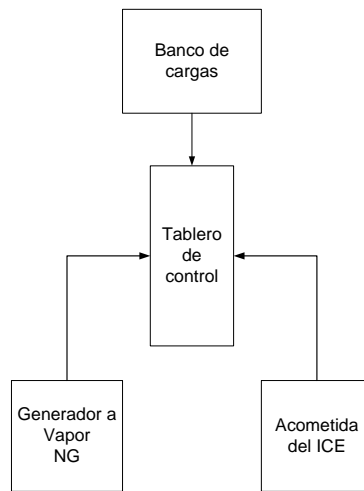 Banco de
cargas
Tablero
de
control
Generador a
Vapor
NG
Acometida
del ICE